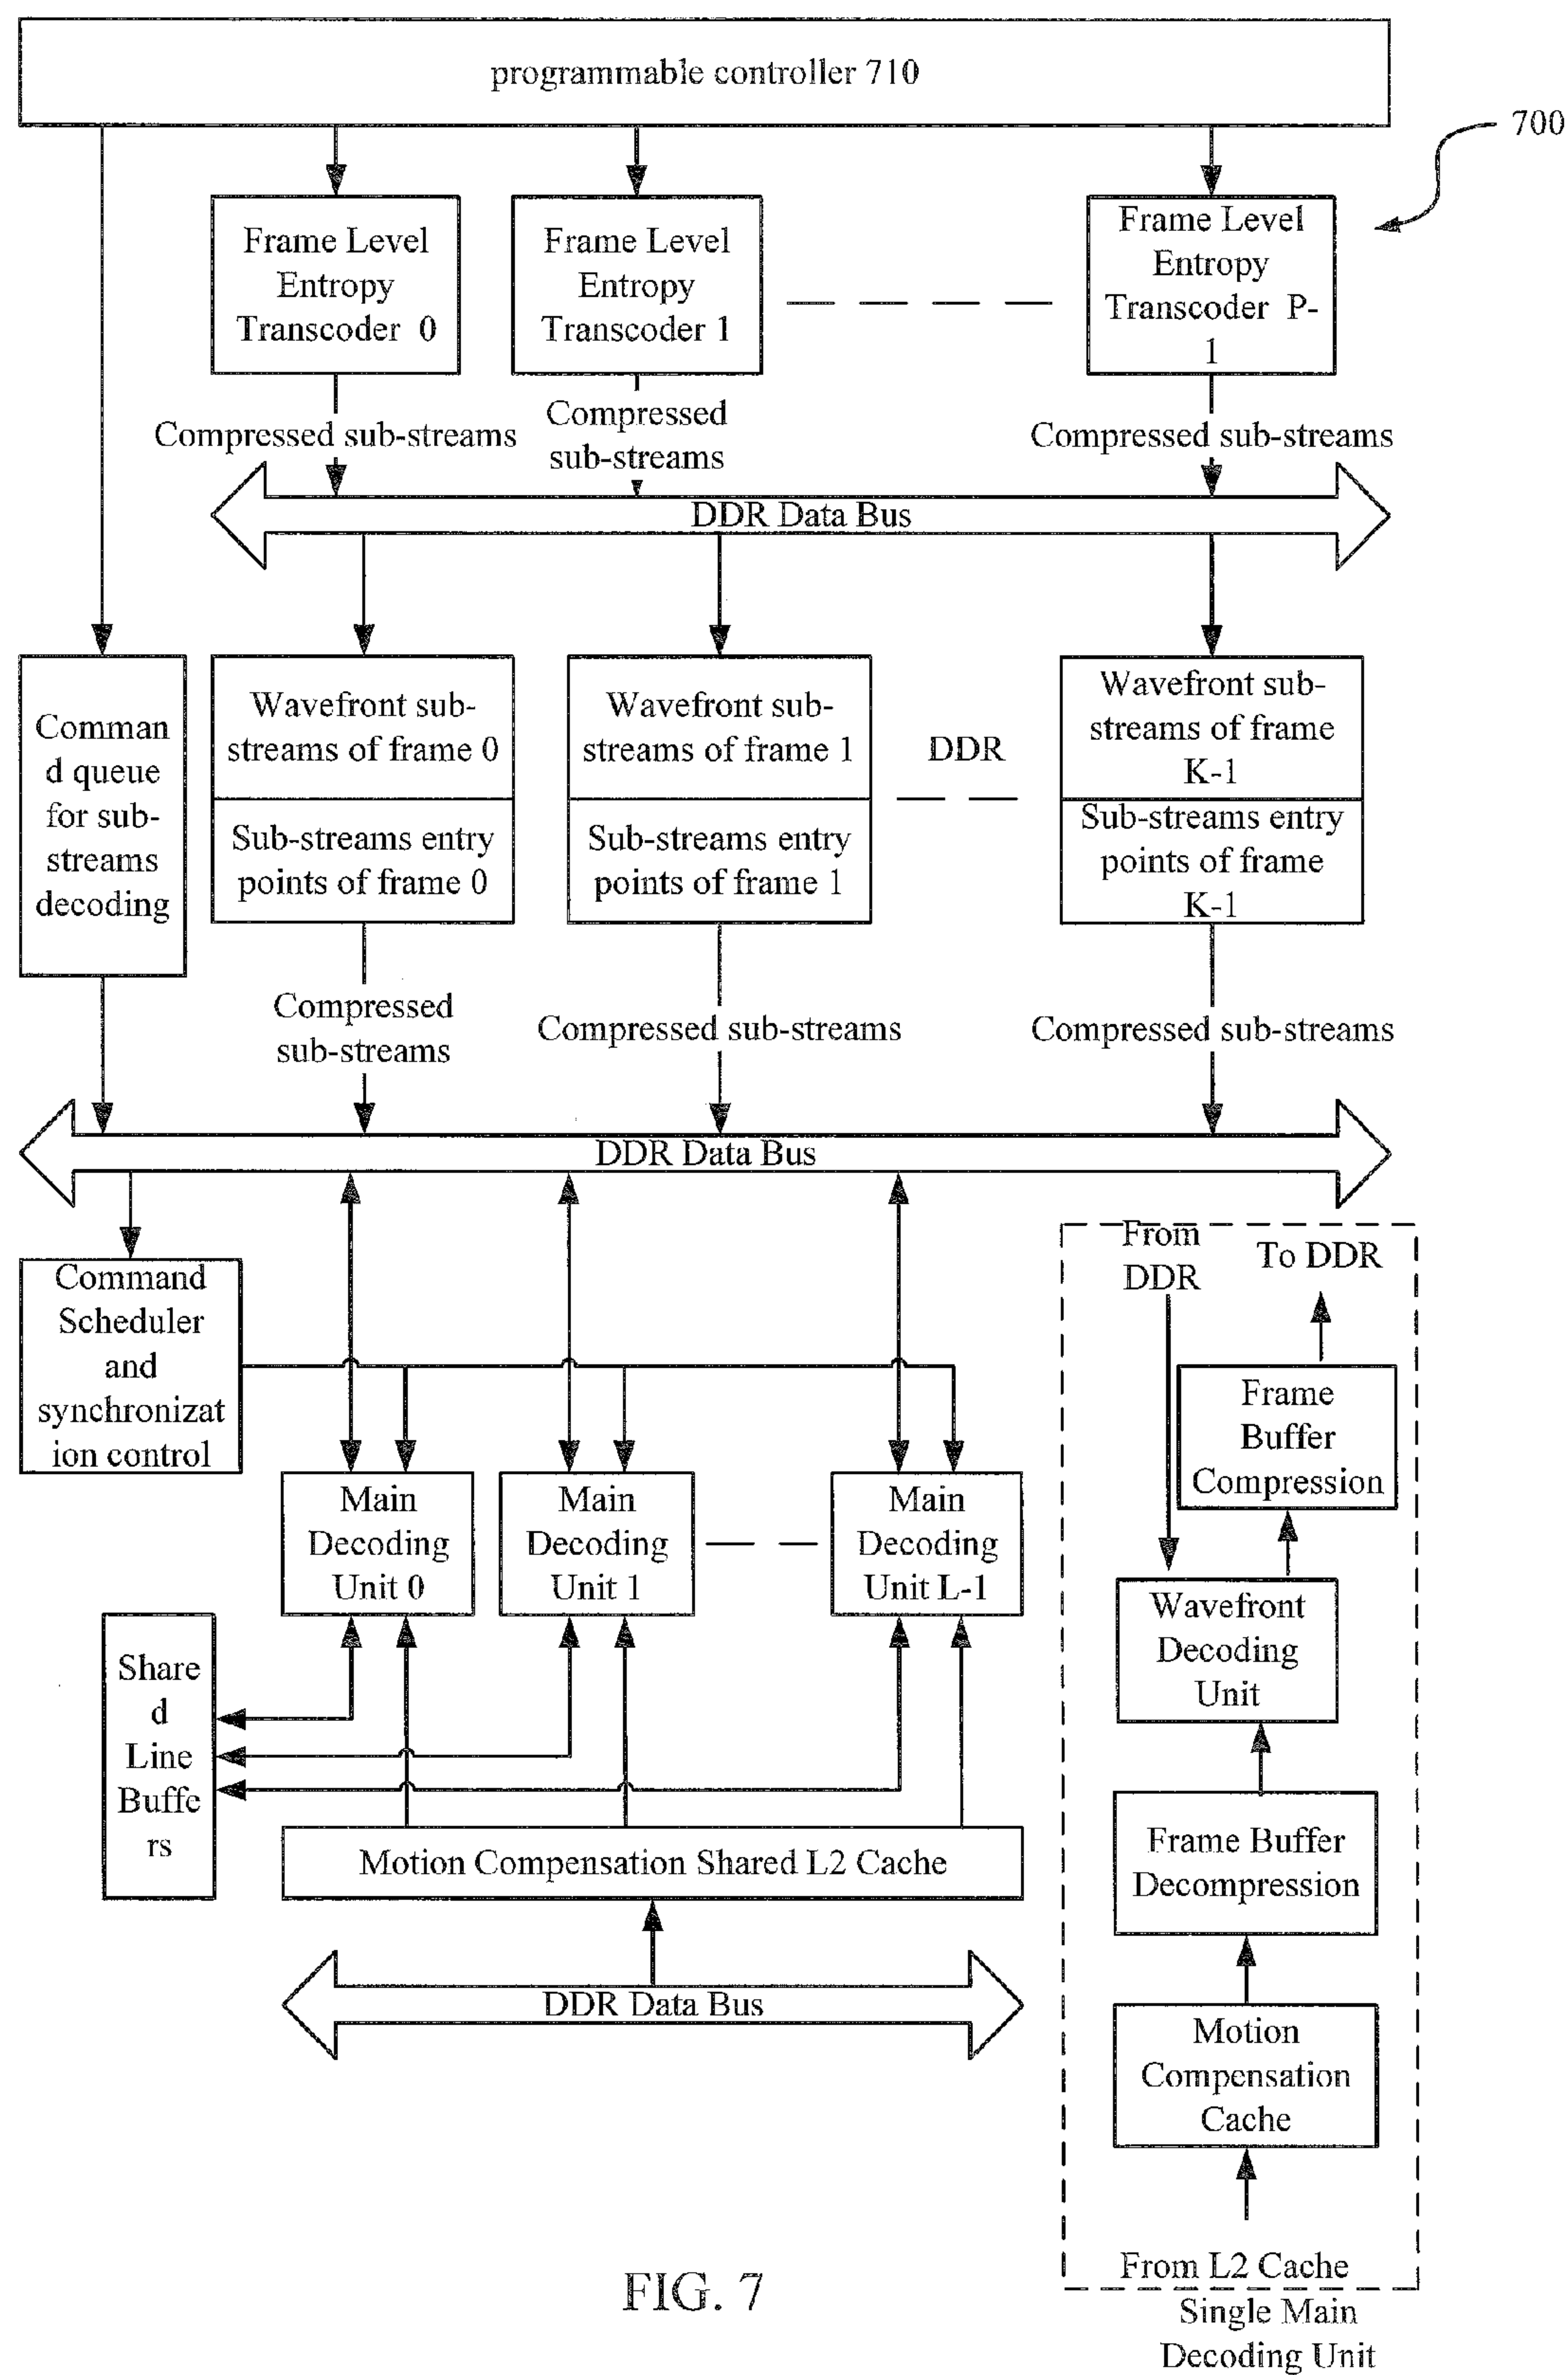 programmable controller 710
700
Frame Level
Entropy
Transcoder 0
Frame Level
Entropy
Transcoder 1
Frame Level
Entropy
Transcoder P-
1
Compressed sub-streams
Compressed
sub-streams
Compressed sub-streams
DDR Data Bus
Comman
d queue
for sub-
streams
decoding
Wavefront sub-
streams of frame 0
Sub-streams entry
points of frame 0
Wavefront sub-
streams of frame 1
Sub-streams entry
points of frame 1
DDR
Wavefront sub-
streams of frame
K-1
Sub-streams entry
points of frame
K-1
Compressed
sub-streams
Compressed sub-streams
Compressed sub-streams
DDR Data Bus
Command
Scheduler
and
synchronizat
ion control
Main
Decoding
Unit 0
Main
Decoding
Unit 1
Main
Decoding
Unit L-1
Share
d
Line
Buffe
rs
Motion Compensation Shared L2 Cache
DDR Data Bus
From
DDR
To DDR
Frame
Buffer
Compression
Wavefront
Decoding
Unit
Frame Buffer
Decompression
Motion
Compensation
Cache
From L2 Cache
Single Main
Decoding Unit
FIG. 7